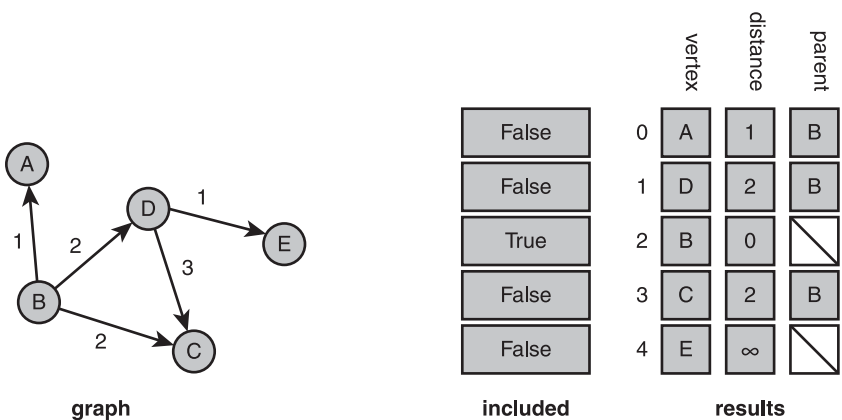 vertex distance parent
False 0 A 1 B
A
False 1 D 2 B
D 1
1 2 True 2 B 0
E
3
B False 3 C 2 B
2
C False 4 E ∞
graph included results